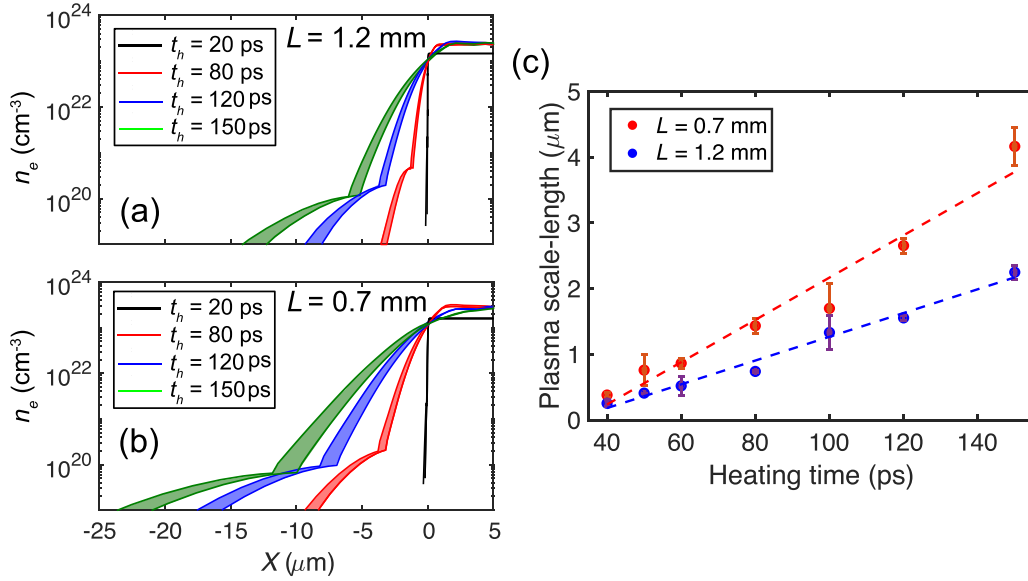 10^24
10^22
10^20
n_e (cm^-3)
t_h = 20 ps
t_h = 80 ps
t_h = 120 ps
t_h = 150 ps
L = 1.2 mm
(a)
10^24
10^22
10^20
n_e (cm^-3)
t_h = 20 ps
t_h = 80 ps
t_h = 120 ps
t_h = 150 ps
L = 0.7 mm
(b)
-25 -20 -15 -10 -5 0 5
X (μm)
(c)
5
4
3
2
1
0
Plasma scale-length (μm)
L = 0.7 mm
L = 1.2 mm
40 60 80 100 120 140
Heating time (ps)